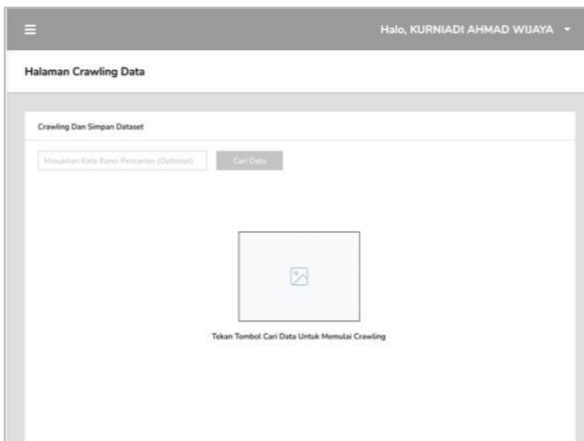 Halo, KURNIADI AHMAD WIJAYA
Halaman Crawling Data
Crawling Dan Simpan Dataset
Masukkan Kata Kunci Pencarian (Optional)
Cari Data
Tekan Tombol Cari Data Untuk Memulai Crawling